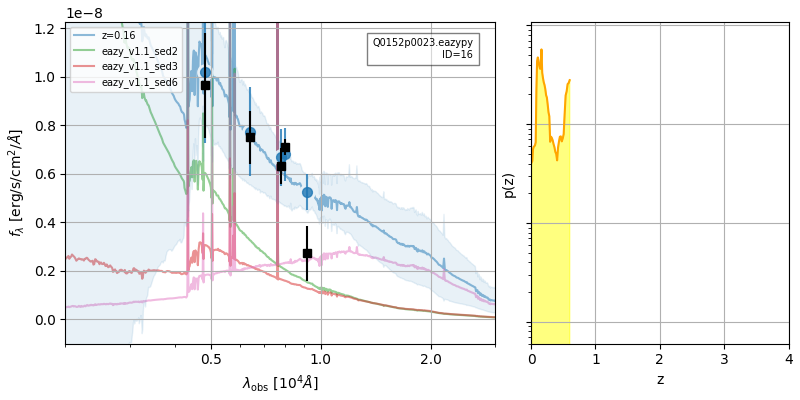 1e−8
z=0.16
eazy_v1.1_sed2
eazy_v1.1_sed3
eazy_v1.1_sed6
Q0152p0023.eazypy
ID=16
1.2
1.0
0.8
0.6
0.4
0.2
0.0
fλ [erg/s/cm²/Å]
0.5
1.0
2.0
λobs [10⁴Å]
p(z)
0
1
2
3
4
z